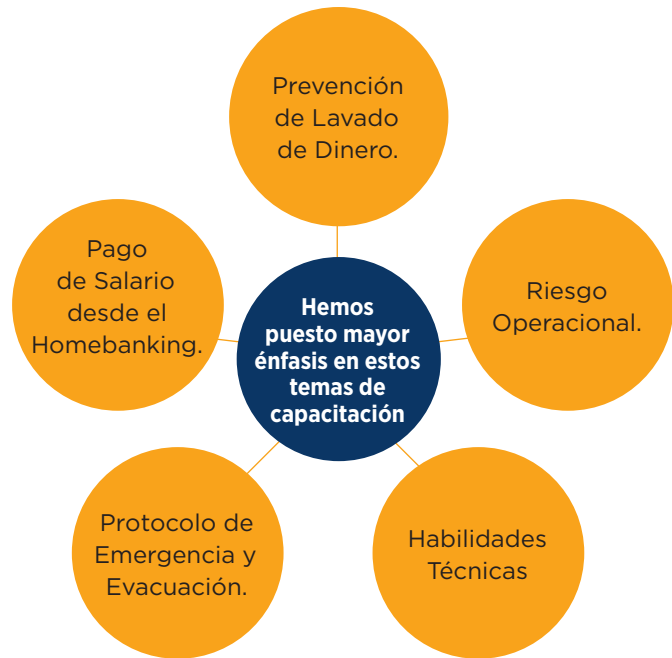 Prevención
de Lavado
de Dinero.
Pago
de Salario
desde el
Homebanking.
Hemos
puesto mayor
énfasis en estos
temas de
capacitación
Riesgo
Operacional.
Protocolo de
Emergencia y
Evacuación.
Habilidades
Técnicas